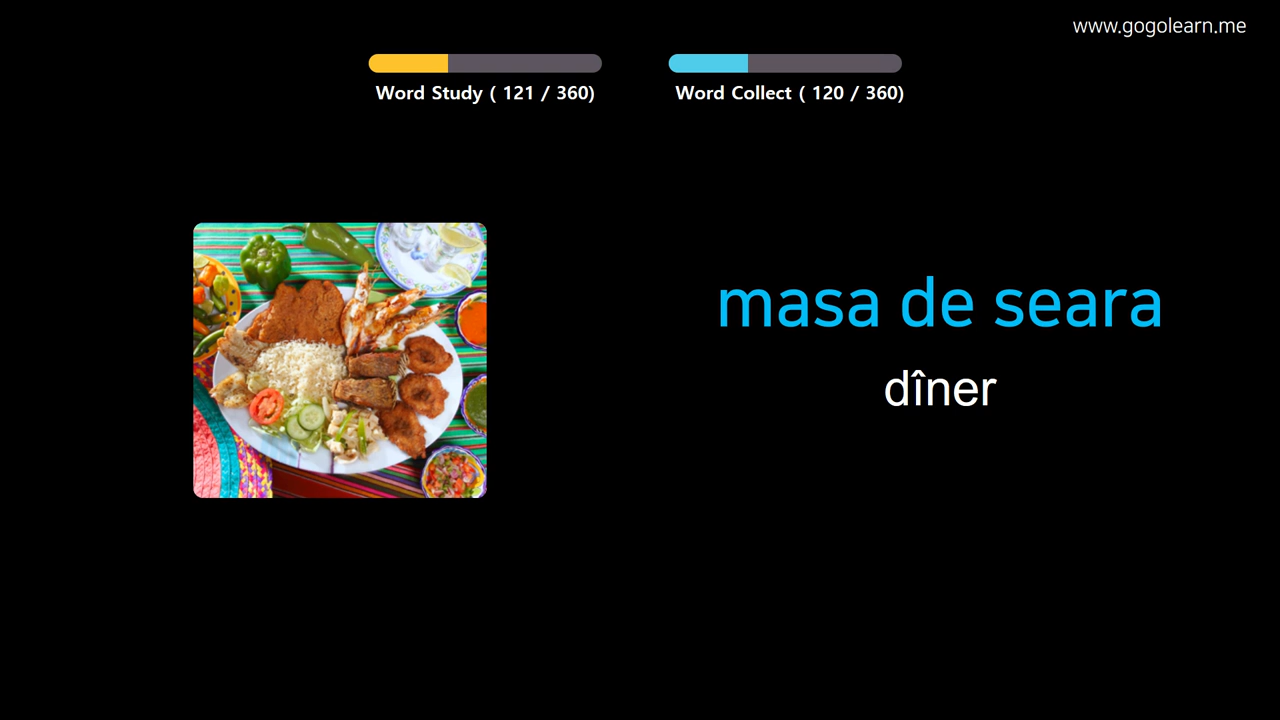 www.gogolearn.me
Word Study ( 121 / 360)
Word Collect ( 120 / 360)
masa de seara
dîner